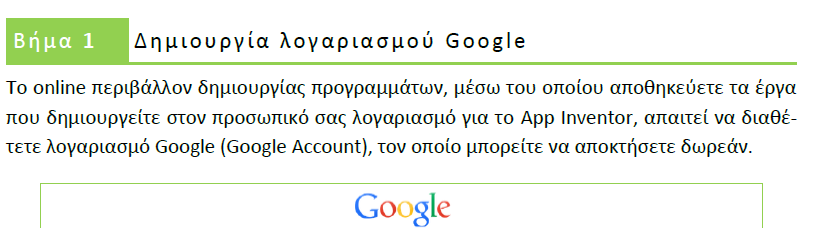 Βήμα 1 Δημιουργία λογαριασμού Google
Το online περιβάλλον δημιουργίας προγραμμάτων, μέσω του οποίου αποθηκεύετε τα έργα
που δημιουργείτε στον προσωπικό σας λογαριασμό για το App Inventor, απαιτεί να διαθέ-
τετε λογαριασμό Google (Google Account), τον οποίο μπορείτε να αποκτήσετε δωρεάν.
Google